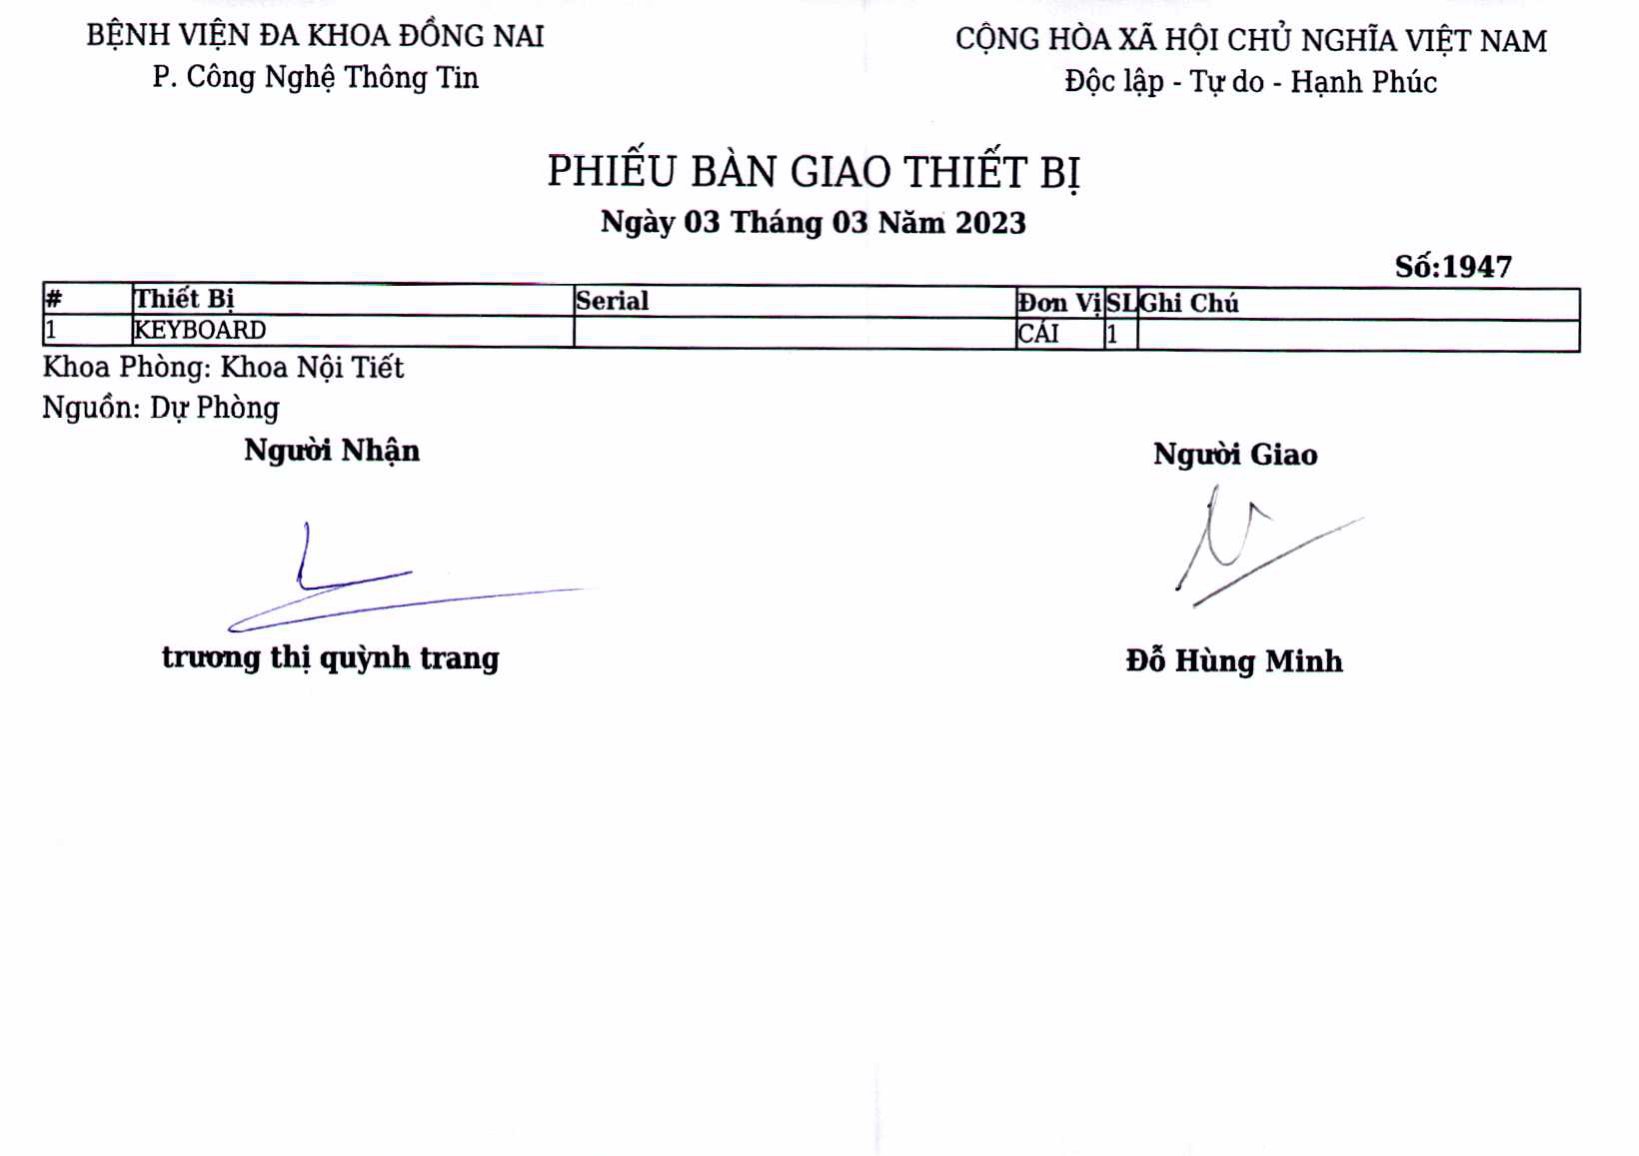 BỆNH VIỆN ĐA KHOA ĐỒNG NAI
P. Công Nghệ Thông Tin
CỘNG HÒA XÃ HỘI CHỦ NGHĨA VIỆT NAM
Độc lập - Tự do - Hạnh Phúc
PHIẾU BÀN GIAO THIẾT BỊ
Ngày 03 Tháng 03 Năm 2023
Số:1947
# Thiết Bị Serial Đơn Vị SL Ghi Chú
1 KEYBOARD CÁI 1
Khoa Phòng: Khoa Nội Tiết
Nguồn: Dự Phòng
Người Nhận Người Giao
trương thị quỳnh trang Đỗ Hùng Minh